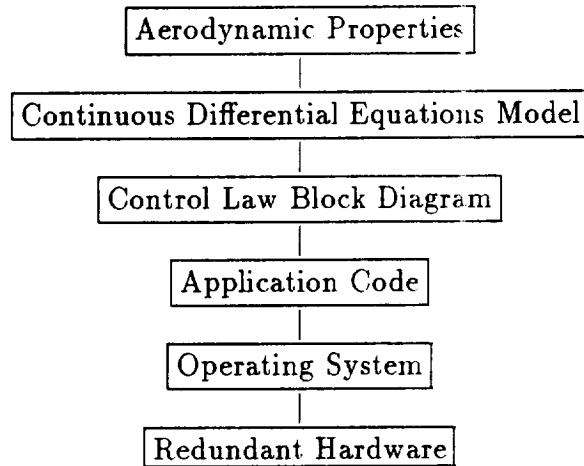 Aerodynamic Properties
Continuous Differential Equations Model
Control Law Block Diagram
Application Code
Operating System
Redundant Hardware